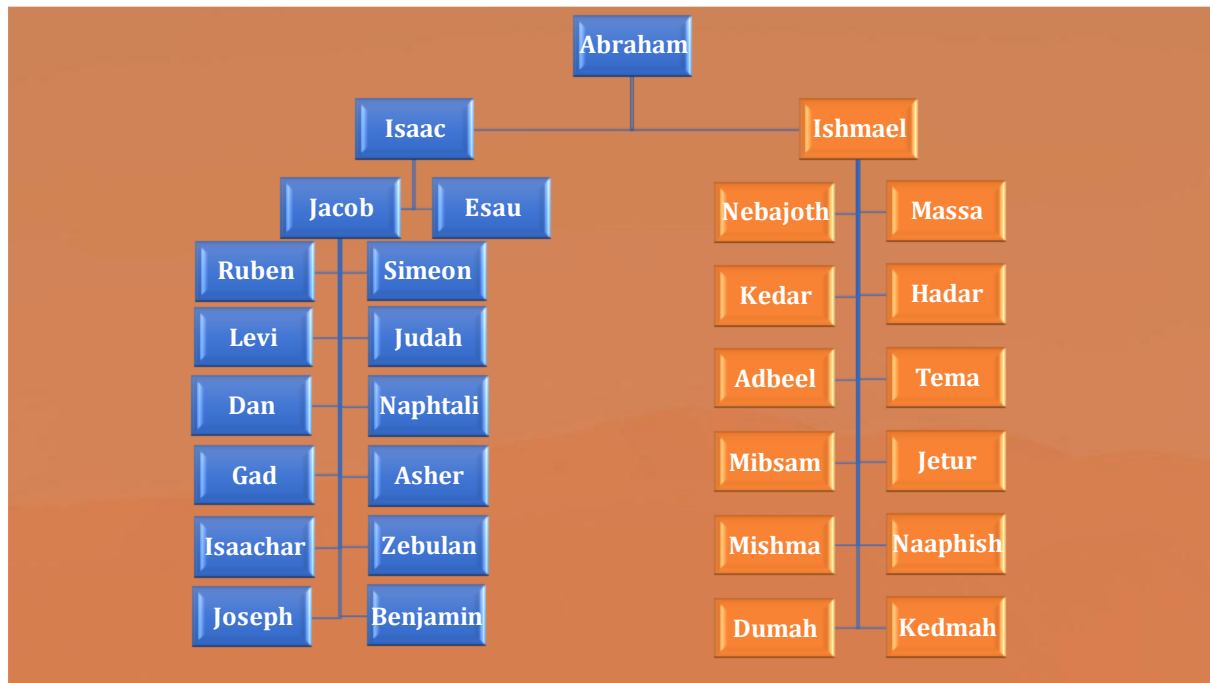 Abraham
Isaac
Ishmael
Jacob
Esau
Nebajoth
Massa
Ruben
Simeon
Kedar
Hadar
Levi
Judah
Adbeel
Tema
Dan
Naphtali
Mibsam
Jetur
Gad
Asher
Mishma
Naaphish
Isaachar
Zebulan
Joseph
Benjamin
Dumah
Kedmah